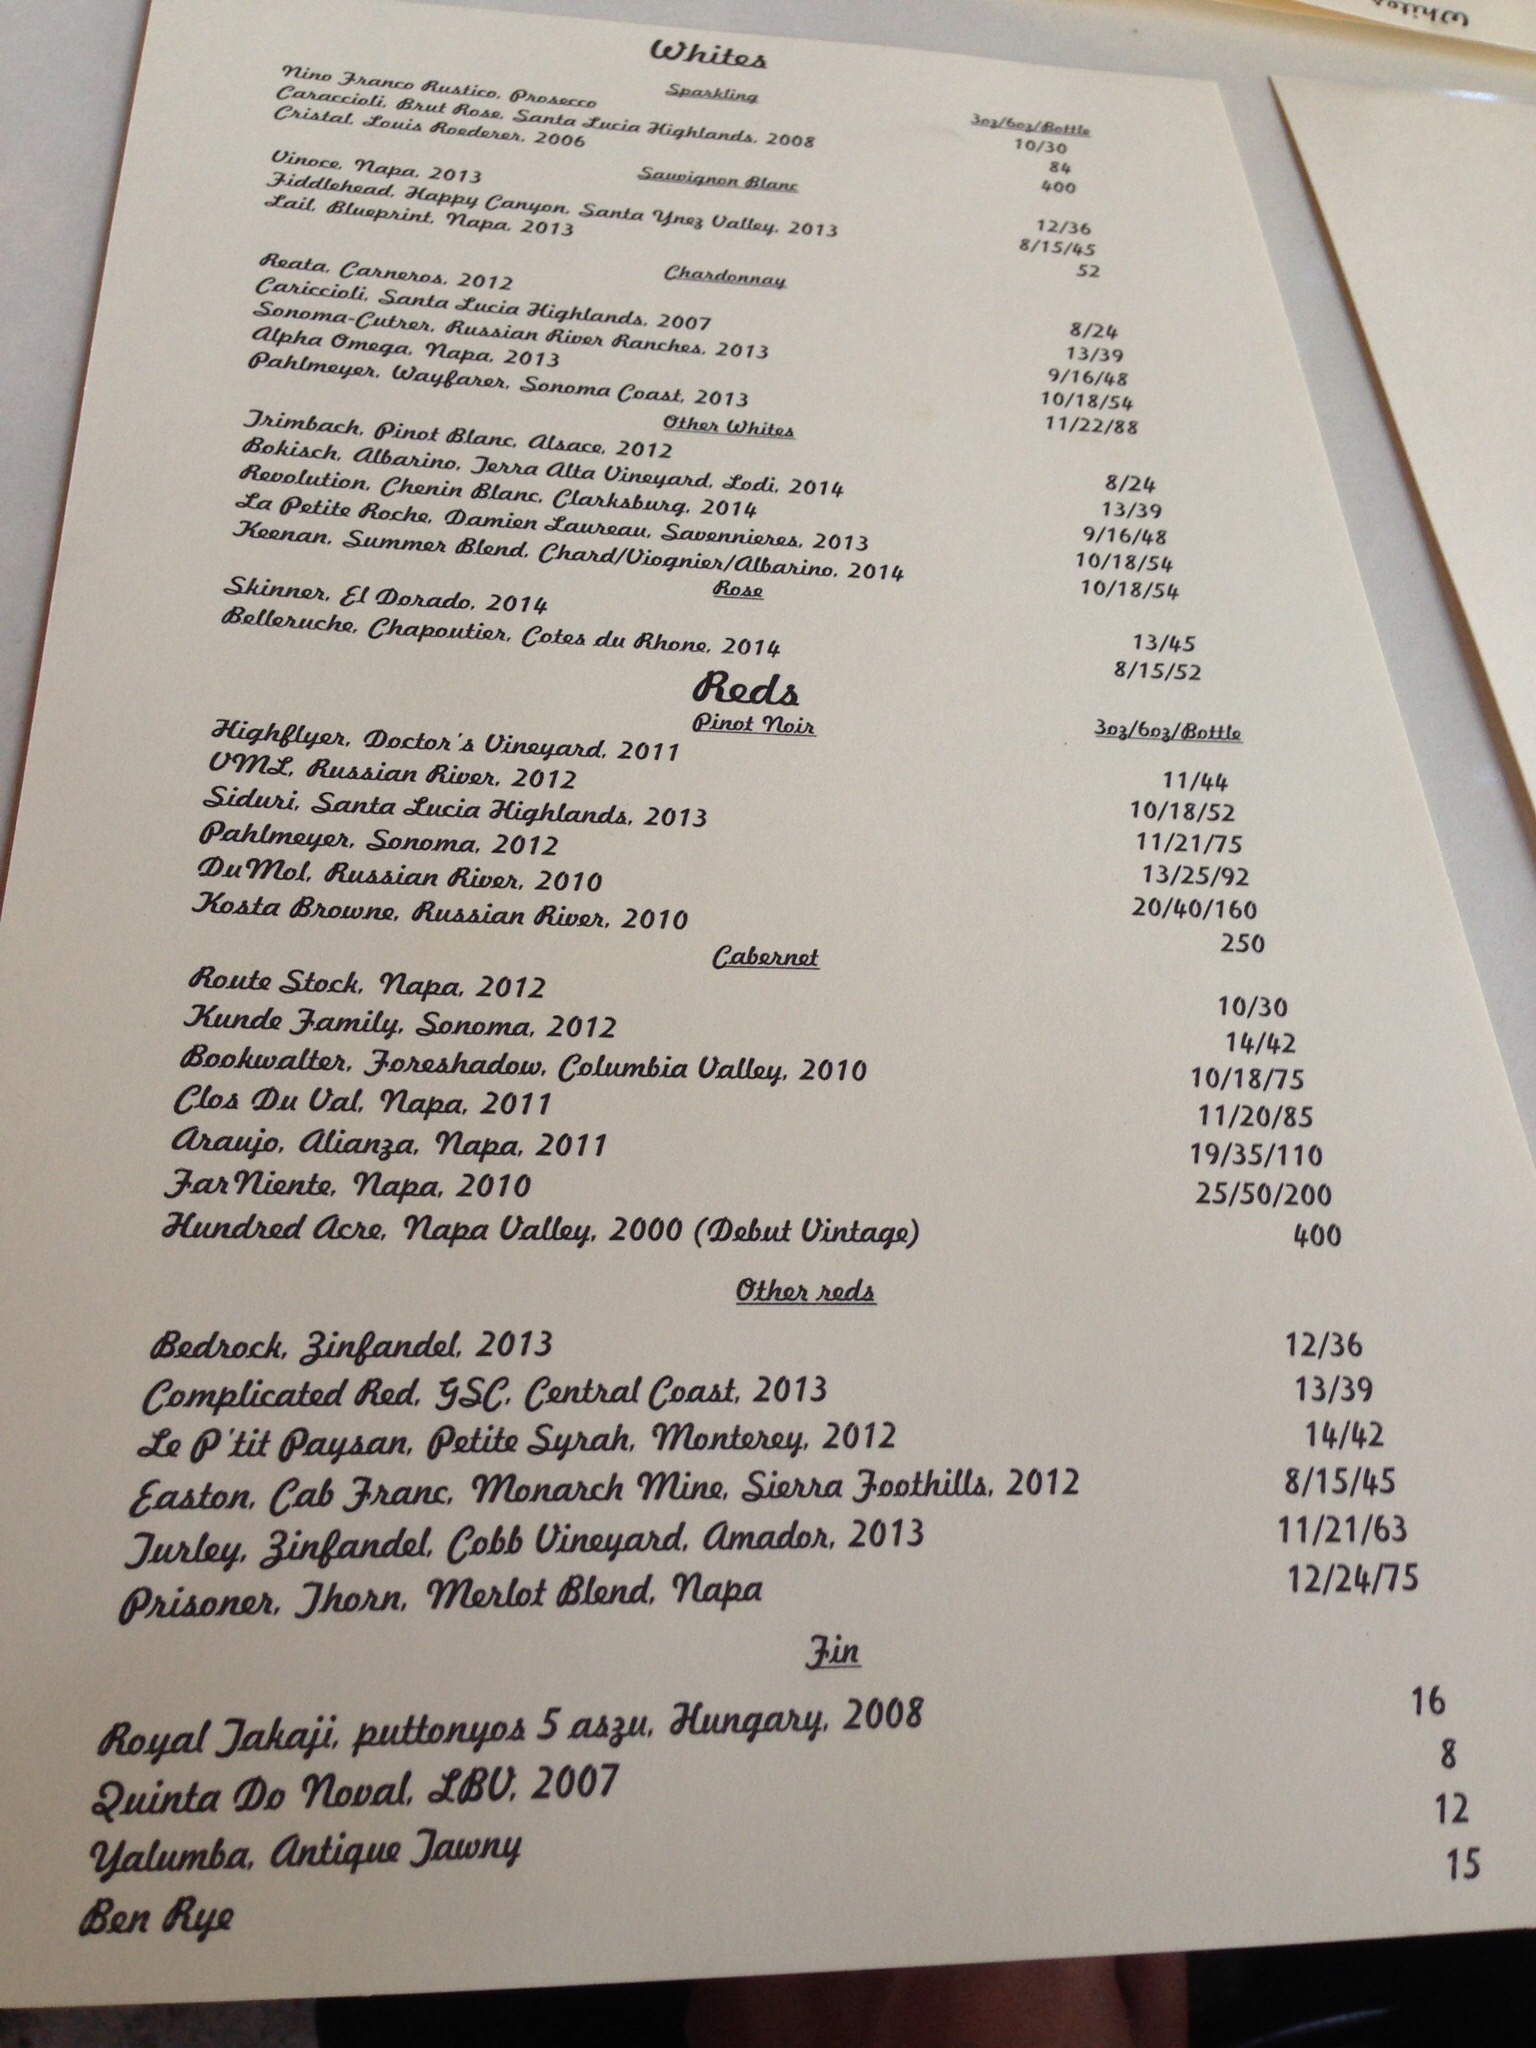 Whites
Whites
Sparkling
3oz/6oz/Bottle
Nino Franco Rustico, Prosecco 10/30
Caraccioli, Brut Rose, Santa Lucia Highlands, 2008 84
Cristal, Louis Roederer, 2006 400
Sauvignon Blanc
Vinoce, Napa, 2013 12/36
Fiddlehead, Happy Canyon, Santa Ynez Valley, 2013 8/15/45
Lail, Blueprint, Napa, 2013 52
Chardonnay
Reata, Carneros, 2012 8/24
Cariccioli, Santa Lucia Highlands, 2007 13/39
Sonoma-Cutrer, Russian River Ranches, 2013 9/16/48
Alpha Omega, Napa, 2013 10/18/54
Pahlmeyer, Wayfarer, Sonoma Coast, 2013 11/22/88
Other Whites
Trimbach, Pinot Blanc, Alsace, 2012 8/24
Bokisch, Albarino, Terra Alta Vineyard, Lodi, 2014 13/39
Revolution, Chenin Blanc, Clarksburg, 2014 9/16/48
La Petite Roche, Damien Laureau, Savennieres, 2013 10/18/54
Keenan, Summer Blend, Chard/Viognier/Albarino, 2014 10/18/54
Rose
Skinner, El Dorado, 2014 13/45
Belleruche, Chapoutier, Cotes du Rhone, 2014 8/15/52
Reds
Pinot Noir 3oz/6oz/Bottle
Highflyer, Doctor's Vineyard, 2011 11/44
VML, Russian River, 2012 10/18/52
Siduri, Santa Lucia Highlands, 2013 11/21/75
Pahlmeyer, Sonoma, 2012 13/25/92
DuMol, Russian River, 2010 20/40/160
Kosta Browne, Russian River, 2010 250
Cabernet
Route Stock, Napa, 2012 10/30
Kunde Family, Sonoma, 2012 14/42
Bookwalter, Foreshadow, Columbia Valley, 2010 10/18/75
Clos Du Val, Napa, 2011 11/20/85
Araujo, Alianza, Napa, 2011 19/35/110
FarNiente, Napa, 2010 25/50/200
Hundred Acre, Napa Valley, 2000 (Debut Vintage) 400
Other reds
Bedrock, Zinfandel, 2013 12/36
Complicated Red, GSC, Central Coast, 2013 13/39
Le P'tit Paysan, Petite Syrah, Monterey, 2012 14/42
Easton, Cab Franc, Monarch Mine, Sierra Foothills, 2012 8/15/45
Turley, Zinfandel, Cobb Vineyard, Amador, 2013 11/21/63
Prisoner, Thorn, Merlot Blend, Napa 12/24/75
Fin
Royal Takaji, puttonyos 5 aszu, Hungary, 2008 16
Quinta Do Noval, LBV, 2007 8
Yalumba, Antique Tawny 12
Ben Rye 15